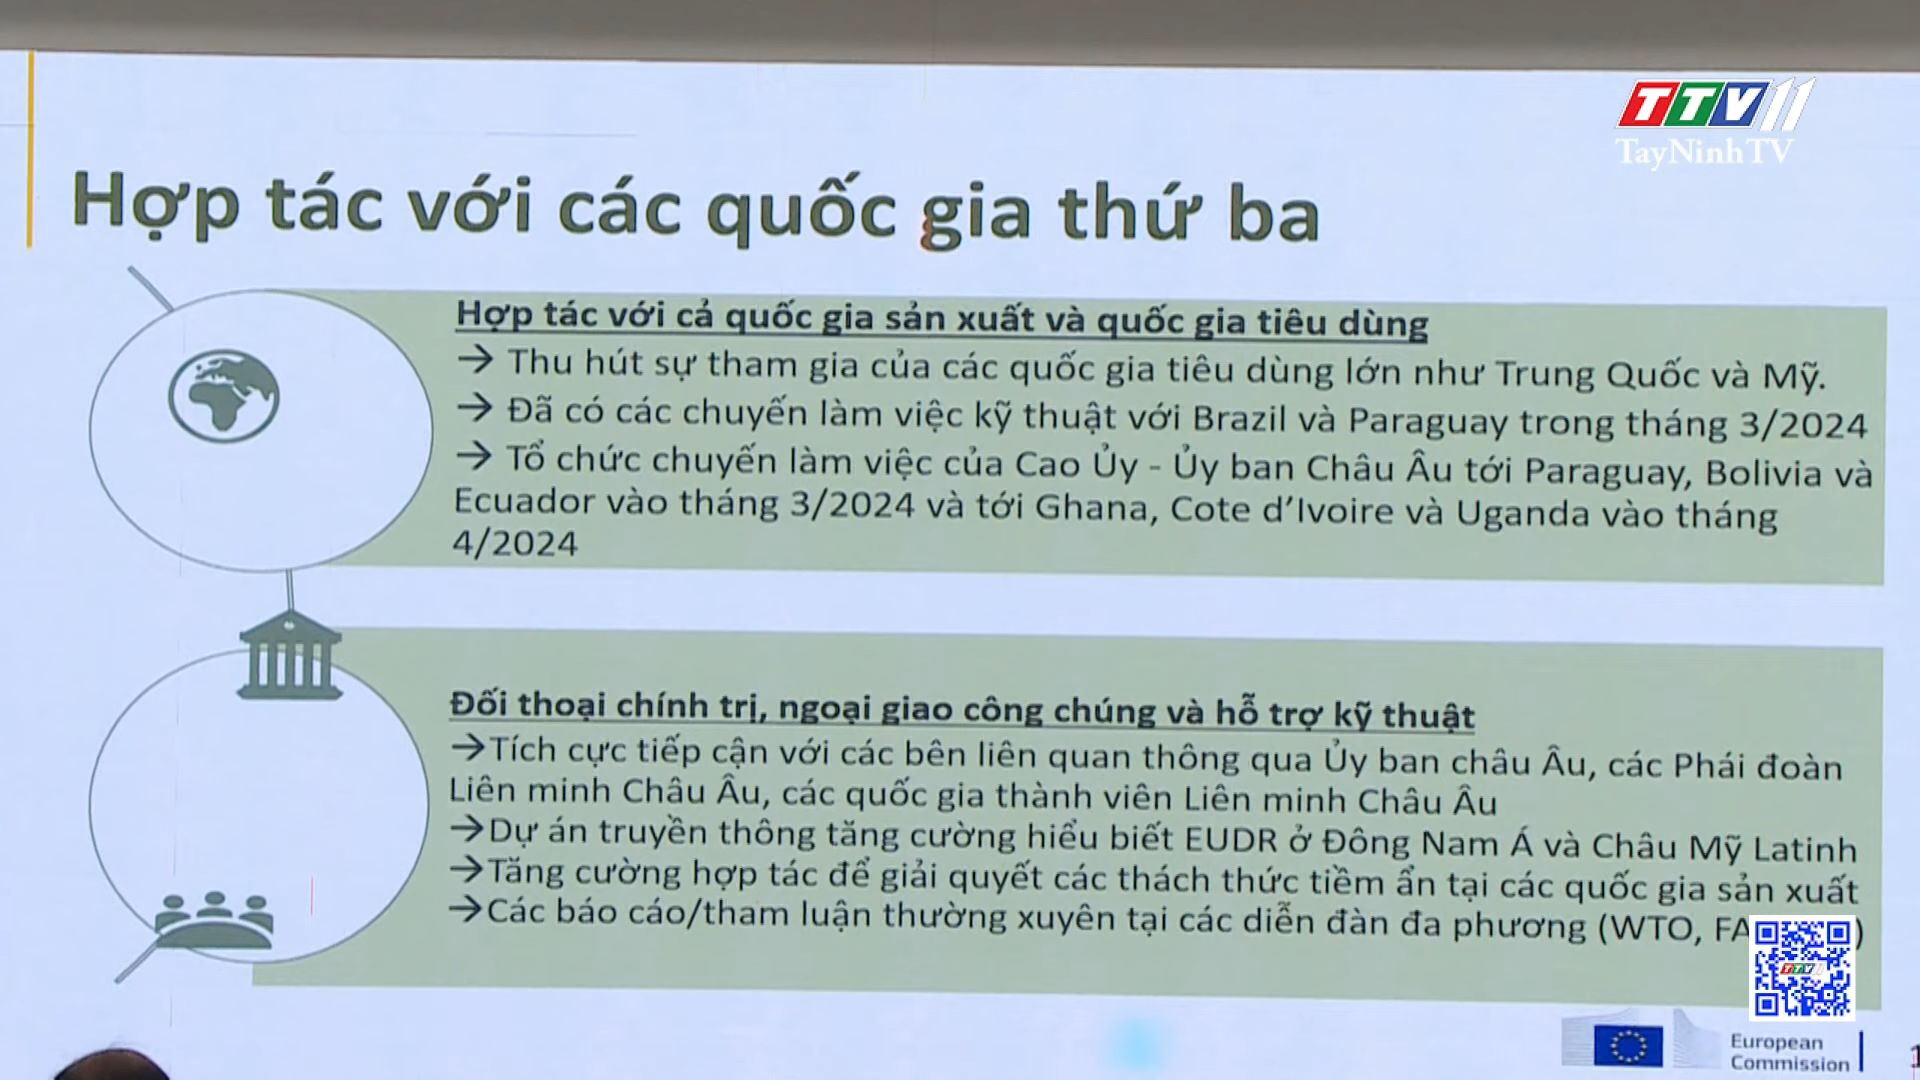 TTV11
TayNinhTV
Hợp tác với các quốc gia thứ ba
Hợp tác với cả quốc gia sản xuất và quốc gia tiêu dùng
→ Thu hút sự tham gia của các quốc gia tiêu dùng lớn như Trung Quốc và Mỹ.
→ Đã có các chuyến làm việc kỹ thuật với Brazil và Paraguay trong tháng 3/2024
→ Tổ chức chuyến làm việc của Cao Ủy - Ủy ban Châu Âu tới Paraguay, Bolivia và
Ecuador vào tháng 3/2024 và tới Ghana, Cote d’Ivoire và Uganda vào tháng
4/2024
Đối thoại chính trị, ngoại giao công chúng và hỗ trợ kỹ thuật
→Tích cực tiếp cận với các bên liên quan thông qua Ủy ban châu Âu, các Phái đoàn
Liên minh Châu Âu, các quốc gia thành viên Liên minh Châu Âu
→Dự án truyền thông tăng cường hiểu biết EUDR ở Đông Nam Á và Châu Mỹ Latinh
→Tăng cường hợp tác để giải quyết các thách thức tiềm ẩn tại các quốc gia sản xuất
→Các báo cáo/tham luận thường xuyên tại các diễn đàn đa phương (WTO,
TTV11
European
Commission